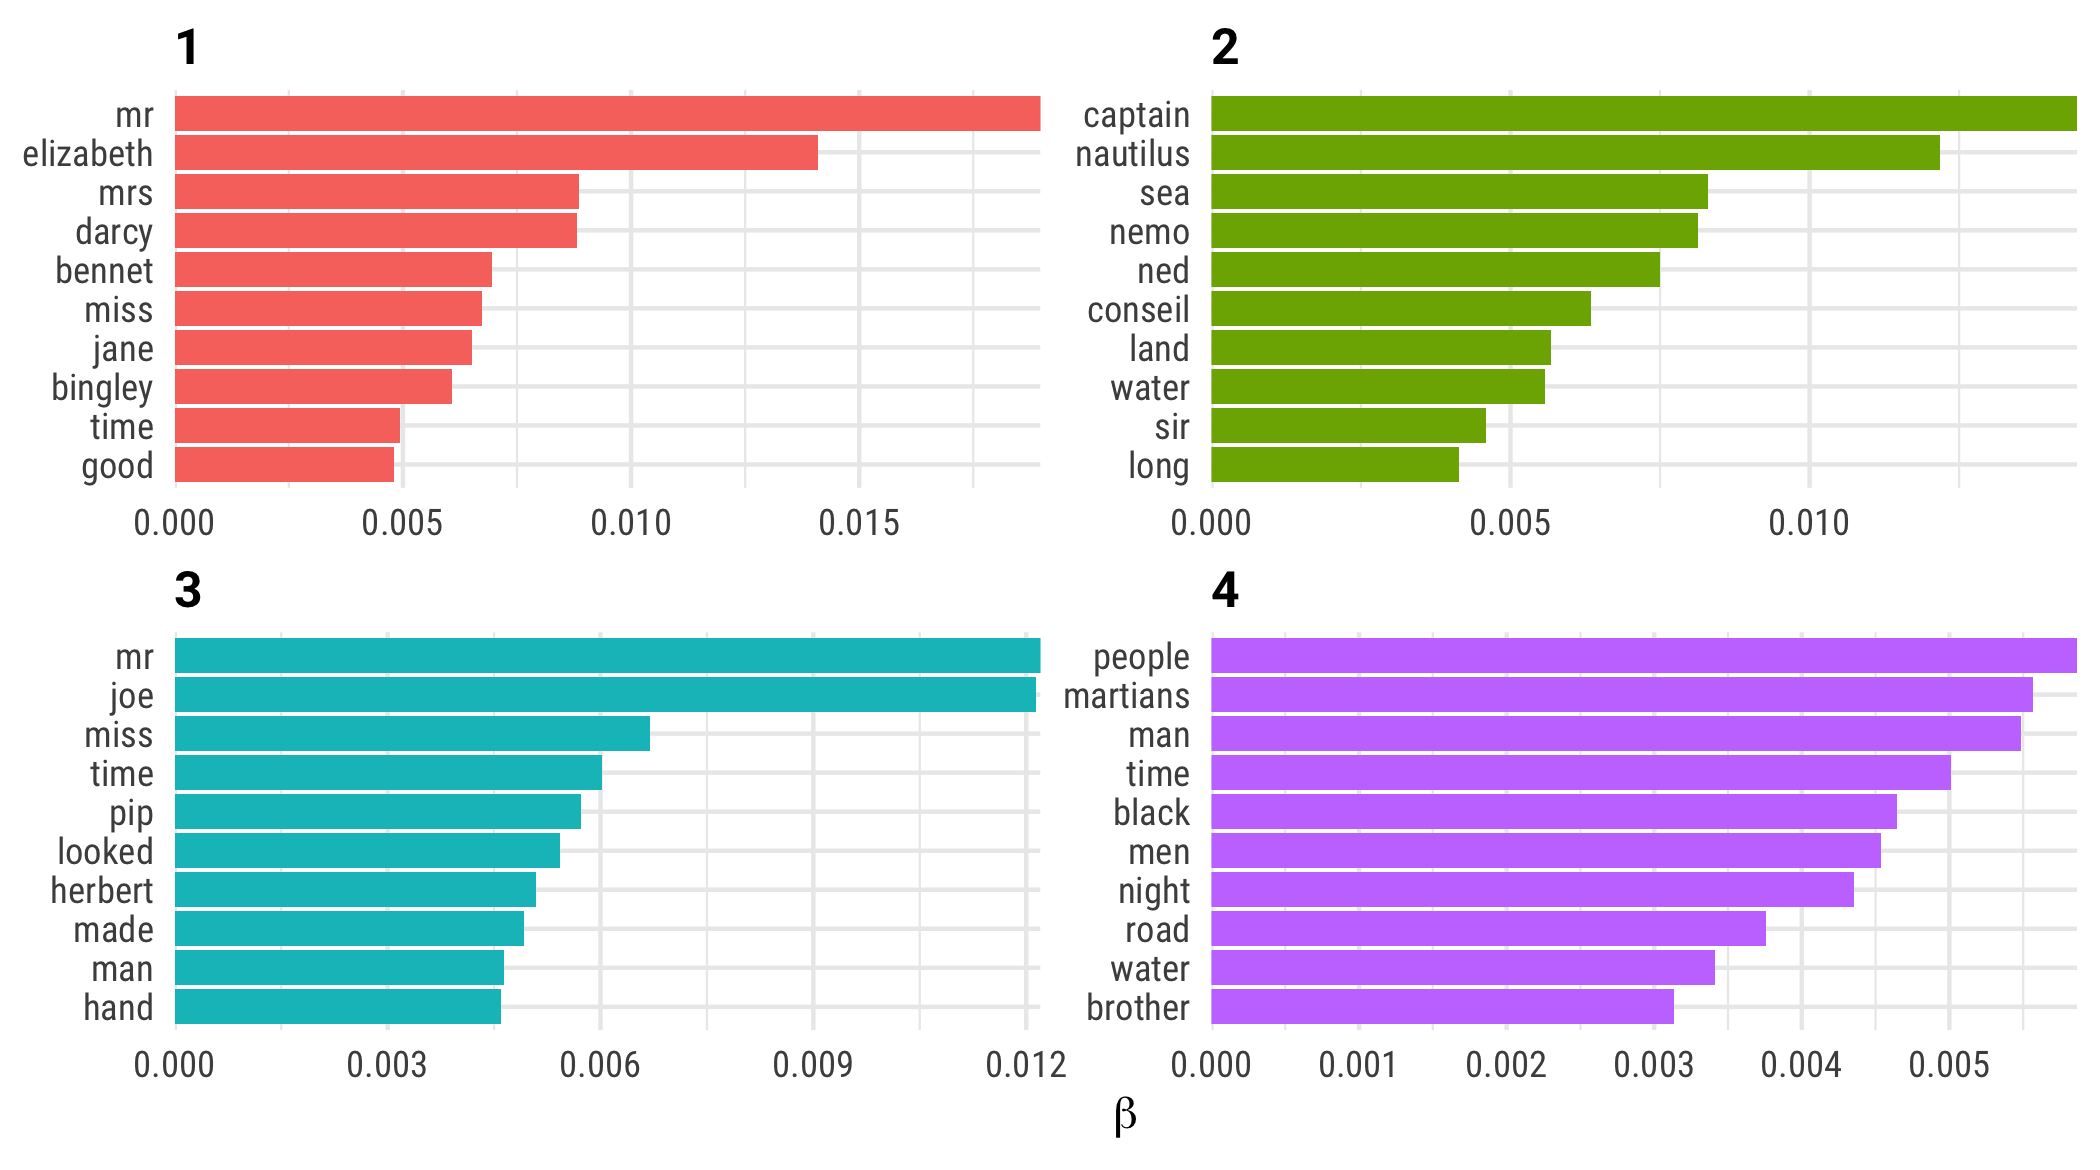 1
mr
elizabeth
mrs
darcy
bennet
miss
jane
bingley
time
good
0.000 0.005 0.010 0.015
2
captain
nautilus
sea
nemo
ned
conseil
land
water
sir
long
0.000 0.005 0.010
3
mr
joe
miss
time
pip
looked
herbert
made
man
hand
0.000 0.003 0.006 0.009 0.012
4
people
martians
man
time
black
men
night
road
water
brother
0.000 0.001 0.002 0.003 0.004 0.005
β